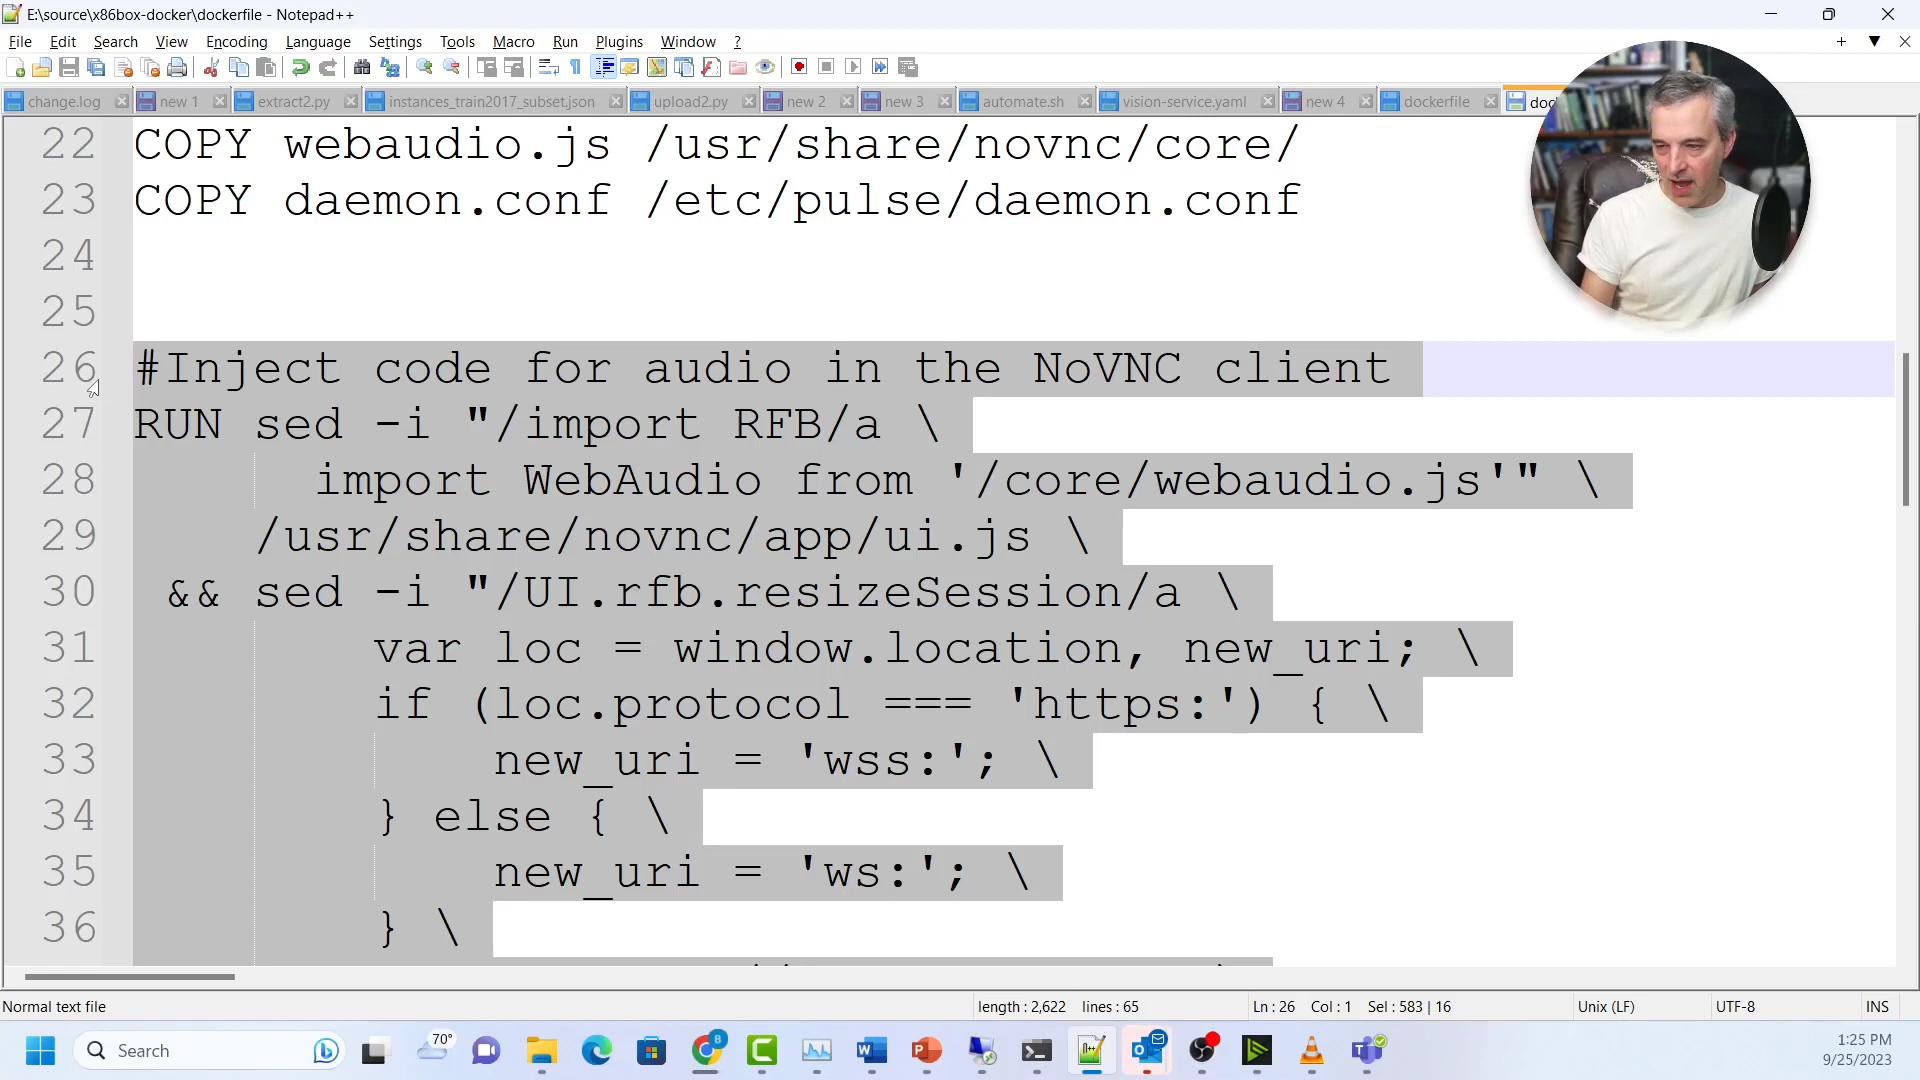 E:\source\x86box-docker\dockerfile - Notepad++
File Edit Search View Encoding Language Settings Tools Macro Run Plugins Window ?
change.log new 1 extract2.py instances_train2017_subset.json upload2.py new 2 new 3 automate.sh vision-service.yaml new 4 dockerfile
22 COPY webaudio.js /usr/share/novnc/core/
23 COPY daemon.conf /etc/pulse/daemon.conf
24
25
26 #Inject code for audio in the NoVNC client
27 RUN sed -i "/import RFB/a \
28 import WebAudio from '/core/webaudio.js'" \
29 /usr/share/novnc/app/ui.js \
30 && sed -i "/UI.rfb.resizeSession/a \
31 var loc = window.location, new_uri; \
32 if (loc.protocol === 'https:') { \
33 new_uri = 'wss:'; \
34 } else { \
35 new_uri = 'ws:'; \
36 } \
Normal text file length : 2,622 lines : 65 Ln : 26 Col : 1 Sel : 583 | 16 Unix (LF) UTF-8 INS
Search 70° 1:25 PM
9/25/2023